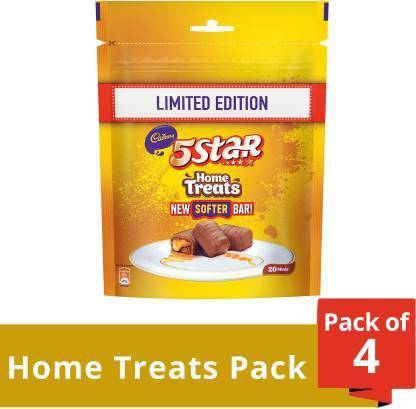 LIMITED EDITION
Cadbury
5STAR
Home
Treats
NEW SOFTER BAR!
20 Minis
Home Treats Pack
Pack of
4